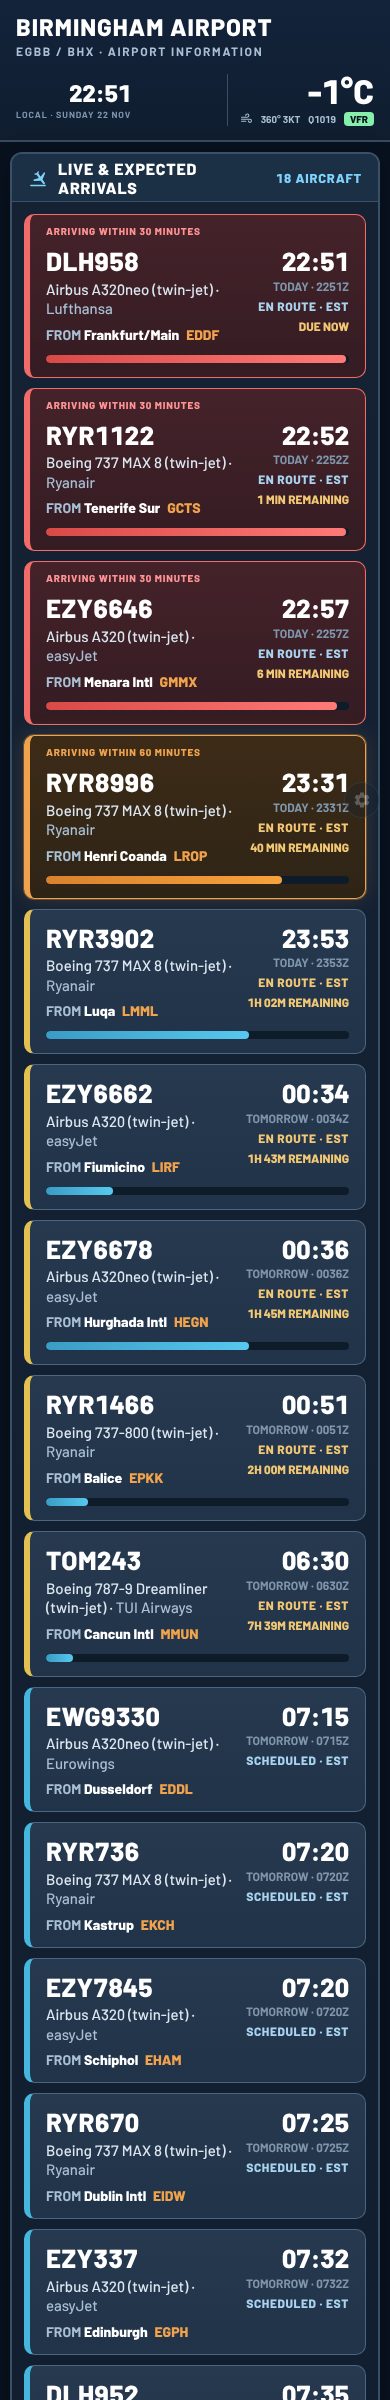 BIRMINGHAM AIRPORT
EGBB / BHX · AIRPORT INFORMATION
22:51
LOCAL · SUNDAY 22 NOV
-1°C
360° 3KT Q1019 VFR
LIVE & EXPECTED
ARRIVALS
18 AIRCRAFT
ARRIVING WITHIN 30 MINUTES
DLH958
22:51
Airbus A320neo (twin-jet) ·
Lufthansa
TODAY · 2251Z
EN ROUTE · EST
DUE NOW
FROM Frankfurt/Main EDDF
ARRIVING WITHIN 30 MINUTES
RYR1122
22:52
Boeing 737 MAX 8 (twin-jet) ·
Ryanair
TODAY · 2252Z
EN ROUTE · EST
1 MIN REMAINING
FROM Tenerife Sur GCTS
ARRIVING WITHIN 30 MINUTES
EZY6646
22:57
Airbus A320 (twin-jet) ·
easyJet
TODAY · 2257Z
EN ROUTE · EST
6 MIN REMAINING
FROM Menara Intl GMMX
ARRIVING WITHIN 60 MINUTES
RYR8996
23:31
Boeing 737 MAX 8 (twin-jet) ·
Ryanair
TODAY · 2331Z
EN ROUTE · EST
40 MIN REMAINING
FROM Henri Coanda LROP
RYR3902
23:53
Boeing 737 MAX 8 (twin-jet) ·
Ryanair
TODAY · 2353Z
EN ROUTE · EST
1H 02M REMAINING
FROM Luqa LMML
EZY6662
00:34
Airbus A320 (twin-jet) ·
easyJet
TOMORROW · 0034Z
EN ROUTE · EST
1H 43M REMAINING
FROM Fiumicino LIRF
EZY6678
00:36
Airbus A320neo (twin-jet) ·
easyJet
TOMORROW · 0036Z
EN ROUTE · EST
1H 45M REMAINING
FROM Hurghada Intl HEGN
RYR1466
00:51
Boeing 737-800 (twin-jet) ·
Ryanair
TOMORROW · 0051Z
EN ROUTE · EST
2H 00M REMAINING
FROM Balice EPKK
TOM243
06:30
Boeing 787-9 Dreamliner
(twin-jet) · TUI Airways
TOMORROW · 0630Z
EN ROUTE · EST
7H 39M REMAINING
FROM Cancun Intl MMUN
EWG9330
07:15
Airbus A320neo (twin-jet) ·
Eurowings
TOMORROW · 0715Z
SCHEDULED · EST
FROM Dusseldorf EDDL
RYR736
07:20
Boeing 737 MAX 8 (twin-jet) ·
Ryanair
TOMORROW · 0720Z
SCHEDULED · EST
FROM Kastrup EKCH
EZY7845
07:20
Airbus A320 (twin-jet) ·
easyJet
TOMORROW · 0720Z
SCHEDULED · EST
FROM Schiphol EHAM
RYR670
07:25
Boeing 737 MAX 8 (twin-jet) ·
Ryanair
TOMORROW · 0725Z
SCHEDULED · EST
FROM Dublin Intl EIDW
EZY337
07:32
Airbus A320 (twin-jet) ·
easyJet
TOMORROW · 0732Z
SCHEDULED · EST
FROM Edinburgh EGPH
DLH952
07:35